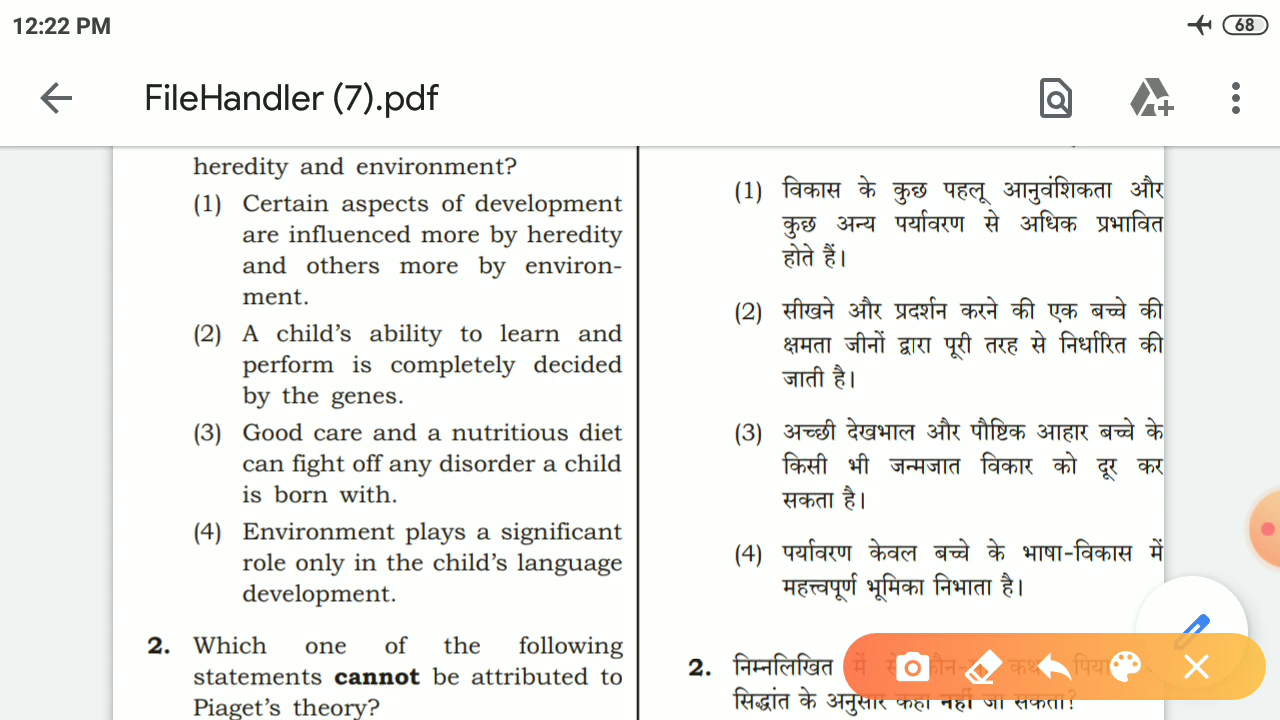 12:22 PM
68
FileHandler (7).pdf
heredity and environment?
(1) Certain aspects of development
are influenced more by heredity
and others more by environ-
ment.
(2) A child's ability to learn and
perform is completely decided
by the genes.
(3) Good care and a nutritious diet
can fight off any disorder a child
is born with.
(4) Environment plays a significant
role only in the child's language
development.
2. Which one of the following
statements cannot be attributed to
Piaget's theory?
(1) विकास के कुछ पहलू आनुवंशिकता और
कुछ अन्य पर्यावरण से अधिक प्रभावित
होते हैं।
(2) सीखने और प्रदर्शन करने की एक बच्चे की
क्षमता जीनों द्वारा पूरी तरह से निर्धारित की
जाती है।
(3) अच्छी देखभाल और पौष्टिक आहार बच्चे के
किसी भी जन्मजात विकार को दूर कर
सकता है।
(4) पर्यावरण केवल बच्चे के भाषा-विकास में
महत्त्वपूर्ण भूमिका निभाता है।
2. निम्नलिखित में
सिद्धांत के अनुसार कहा नहीं जा सकता?